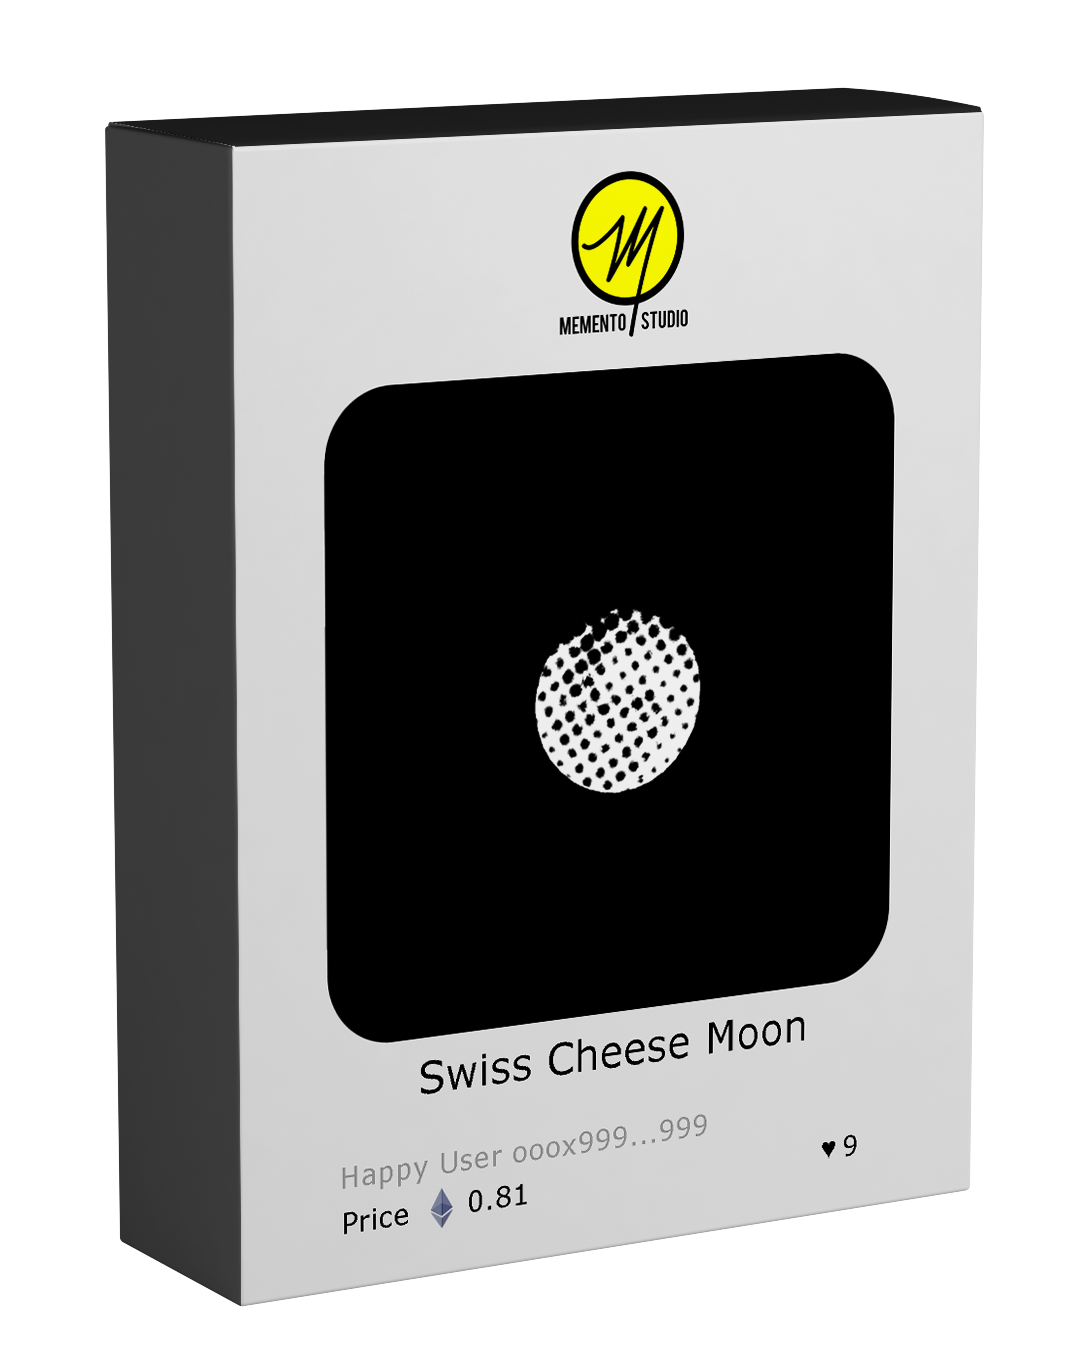 MEMENTO STUDIO
Swiss Cheese Moon
Happy User ooox999...999
♥ 9
Price 0.81